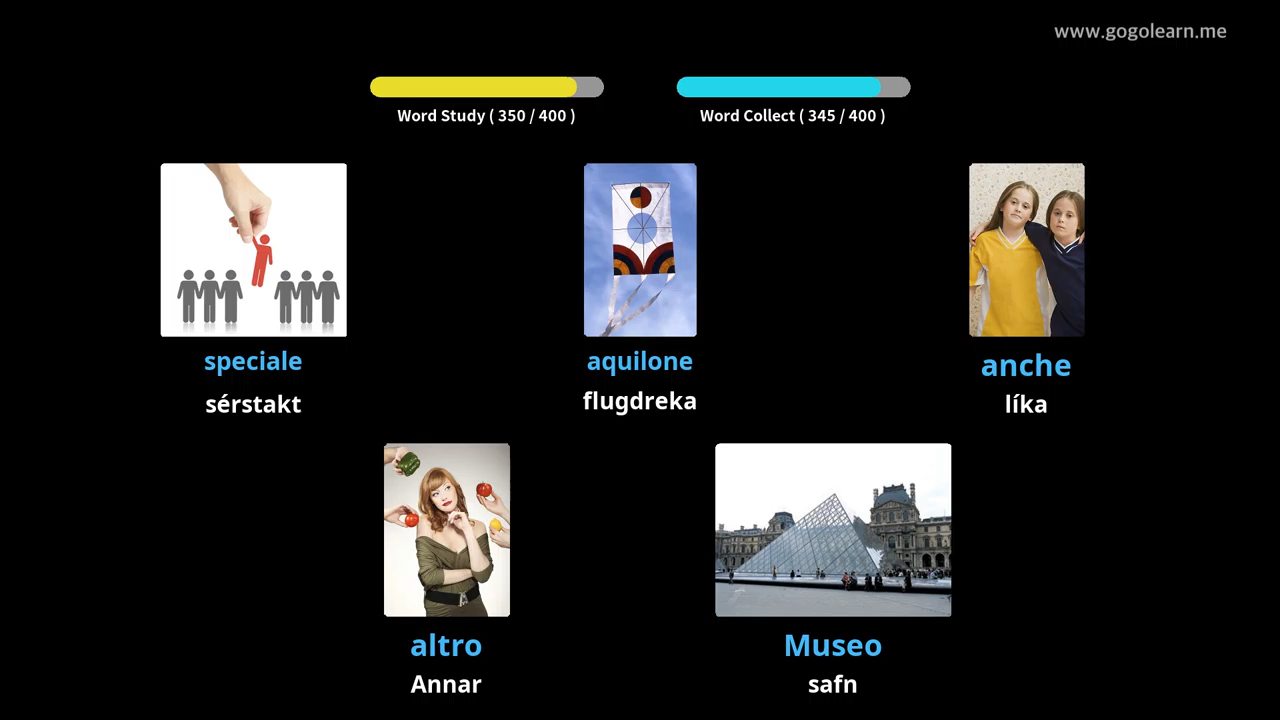 www.gogolearn.me
Word Study ( 350 / 400 )
Word Collect ( 345 / 400 )
speciale
aquilone
anche
sérstakt
flugdreka
líka
altro
Museo
Annar
safn